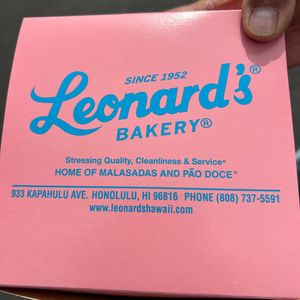 SINCE 1952
Leonard's®
BAKERY®
Stressing Quality, Cleanliness & Service®
HOME OF MALASADAS AND PÃO DOCE®
933 KAPAHULU AVE. HONOLULU, HI 96816 PHONE (808) 737-5591
www.leonardshawaii.com